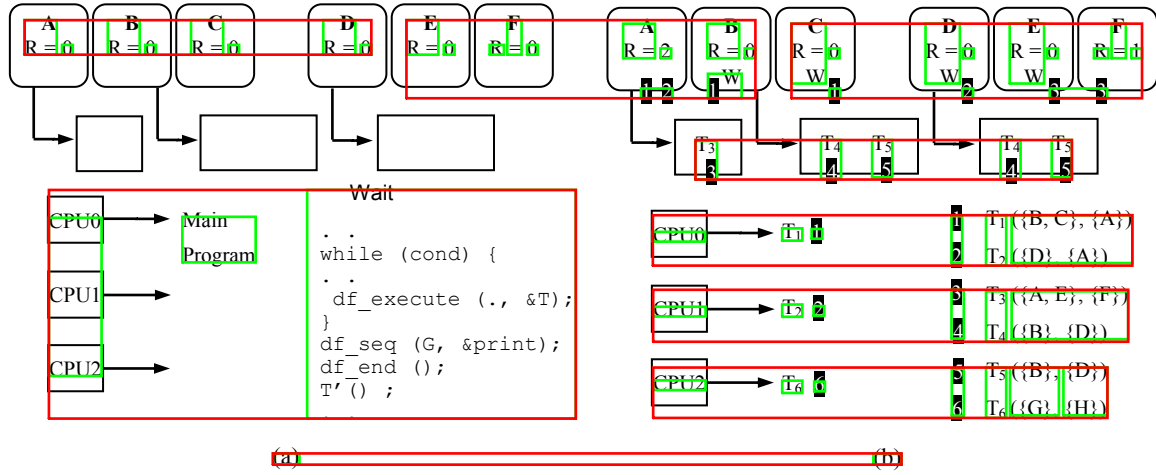 A B C D E F
R = 0 R = 0 R = 0 R = 0 R = 0 R = 0
Wait
CPU0 Main
Program
CPU1
CPU2
. .
while (cond) {
. .
df_execute (., &T);
}
df_seq (G, &print);
df_end ();
T'() ;
. .
(a)
A B C D E F
R = 2 R = 0 R = 0 R = 0 R = 0 R = 1
W W W W
1 2 1 1 2 3 3
T3 T4 T5 T4 T5
3 4 5 4 5
CPU0 T1 1
CPU1 T2 2
CPU2 T6 6
1 T1 ({B, C}, {A})
2 T2 ({D}, {A})
3 T3 ({A, E}, {F})
4 T4 ({B}, {D})
5 T5 ({B}, {D})
6 T6 ({G}, {H})
(b)